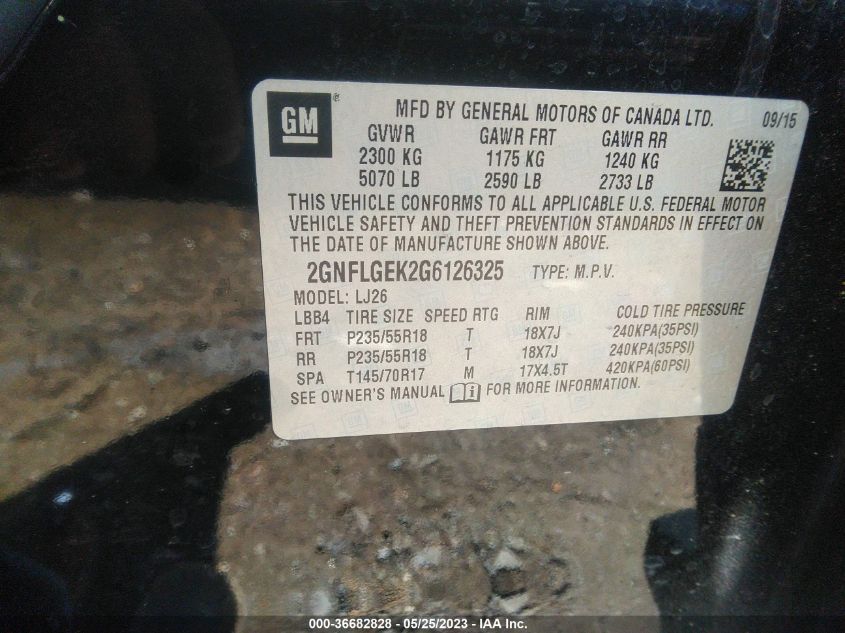 GM ®
MFD BY GENERAL MOTORS OF CANADA LTD. 09/15
GVWR GAWR FRT GAWR RR
2300 KG 1175 KG 1240 KG
5070 LB 2590 LB 2733 LB
THIS VEHICLE CONFORMS TO ALL APPLICABLE U.S. FEDERAL MOTOR
VEHICLE SAFETY AND THEFT PREVENTION STANDARDS IN EFFECT ON
THE DATE OF MANUFACTURE SHOWN ABOVE.
2GNFLGEK2G6126325 TYPE: M.P.V.
MODEL: LJ26
LBB4 TIRE SIZE SPEED RTG RIM COLD TIRE PRESSURE
FRT P235/55R18 T 18X7J 240KPA(35PSI)
RR P235/55R18 T 18X7J 240KPA(35PSI)
SPA T145/70R17 M 17X4.5T 420KPA(60PSI)
SEE OWNER'S MANUAL FOR MORE INFORMATION.
000-36682828 - 05/25/2023 - IAA Inc.